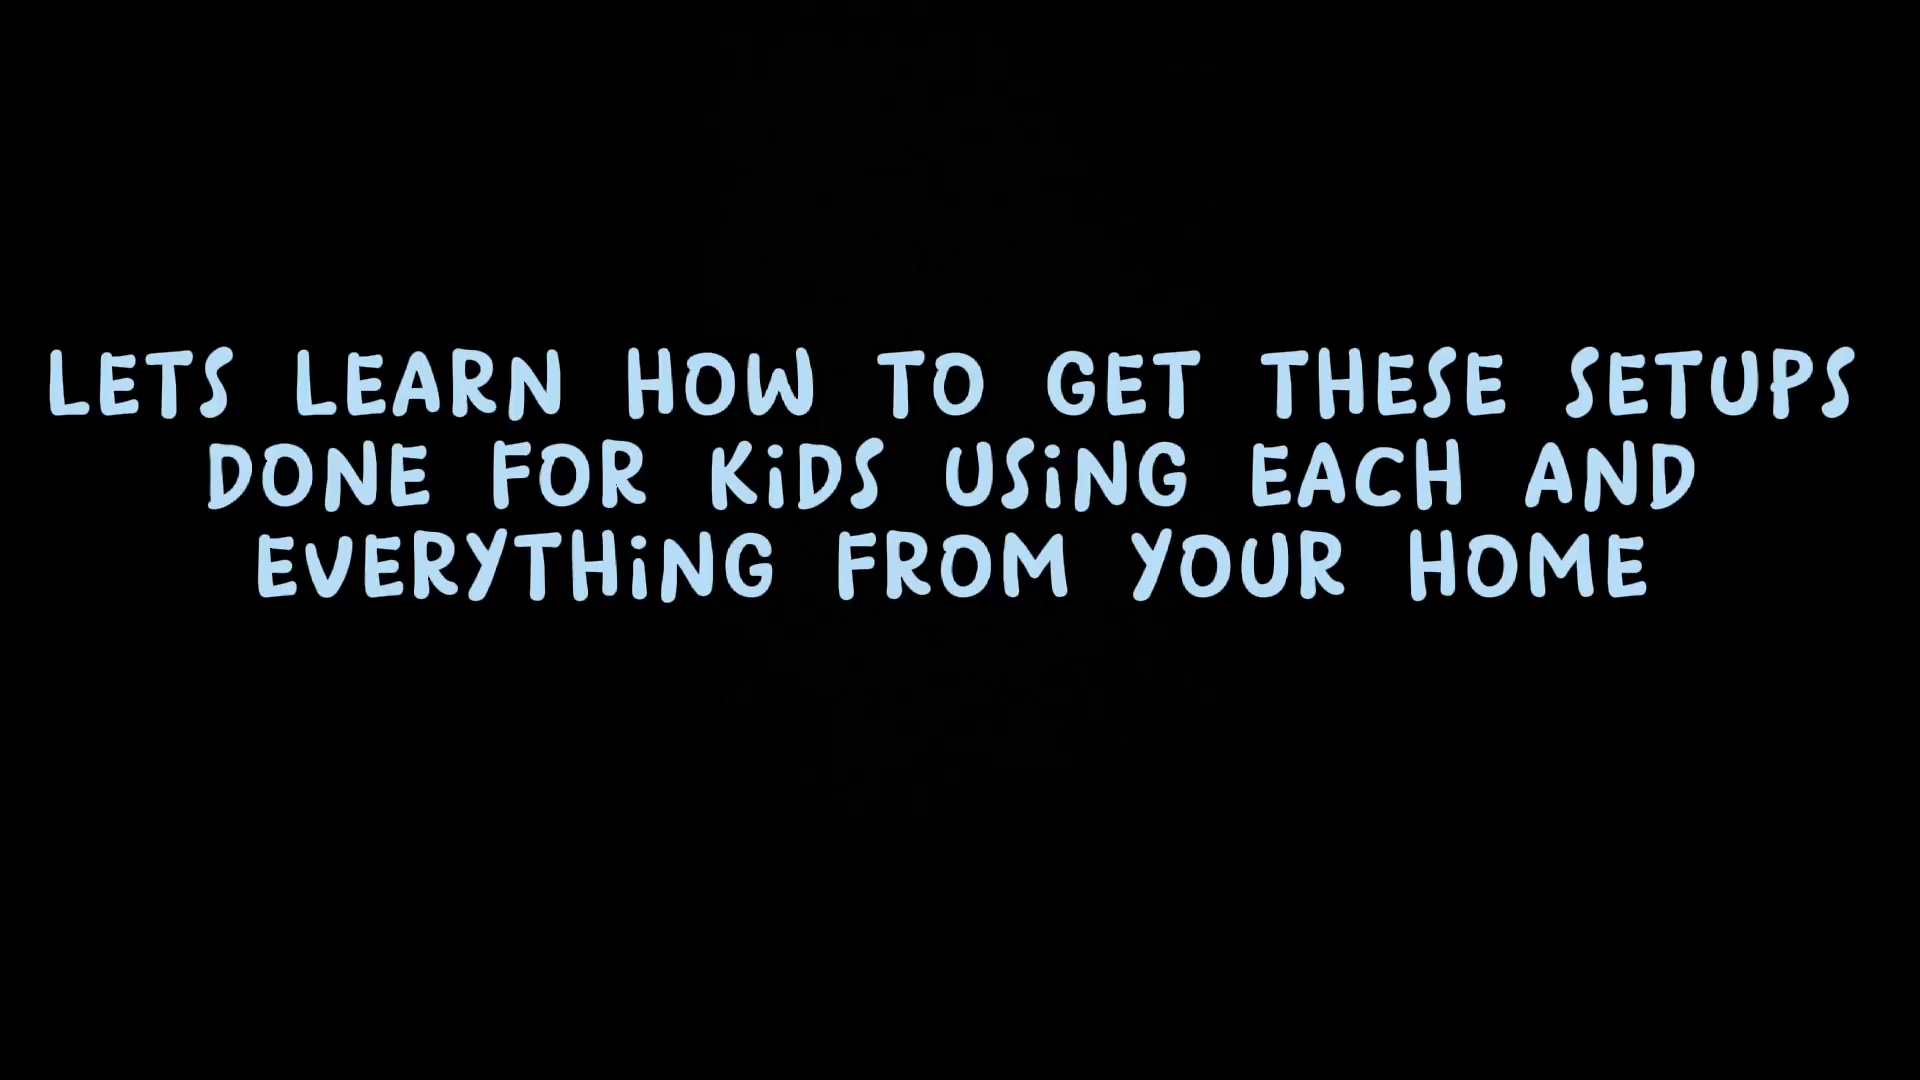 LETS LEARN HOW TO GET THESE SETUPS
DONE FOR KiDS USiNG EACH AND
EVERYTHiNG FROM YOUR HOME